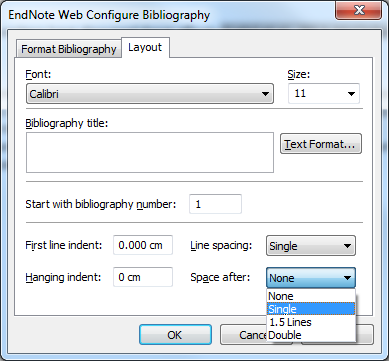 EndNote Web Configure Bibliography
Format Bibliography Layout
Font: Size:
Calibri 11
Bibliography title:
Text Format...
Start with bibliography number: 1
First line indent: 0.000 cm Line spacing: Single
Hanging indent: 0 cm Space after: None
None
Single
1.5 Lines
Double
OK